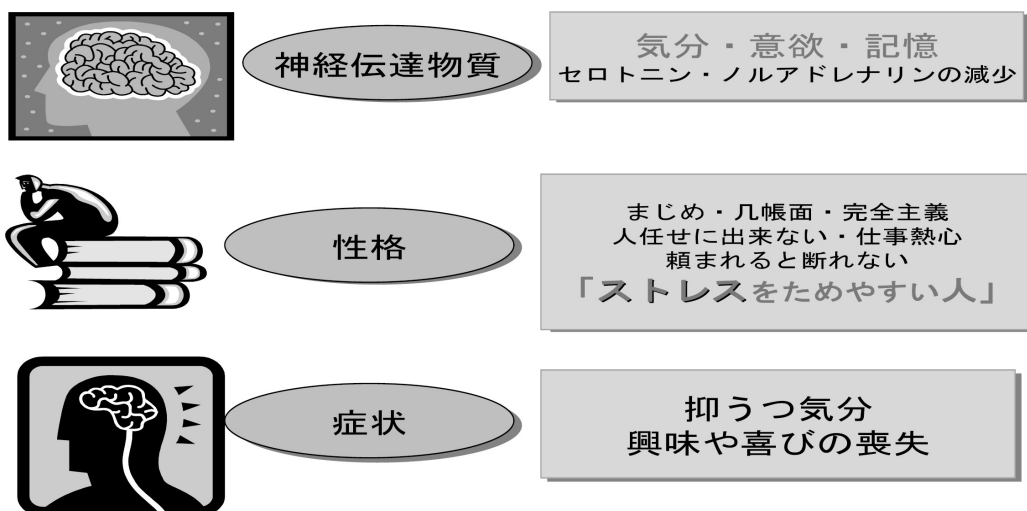 神経伝達物質
気分・意欲・記憶
セロトニン・ノルアドレナリンの減少
性格
まじめ・几帳面・完全主義
人任せに出来ない・仕事熱心
頼まれると断れない
「ストレスをためやすい人」
症状
抑うつ気分
興味や喜びの喪失